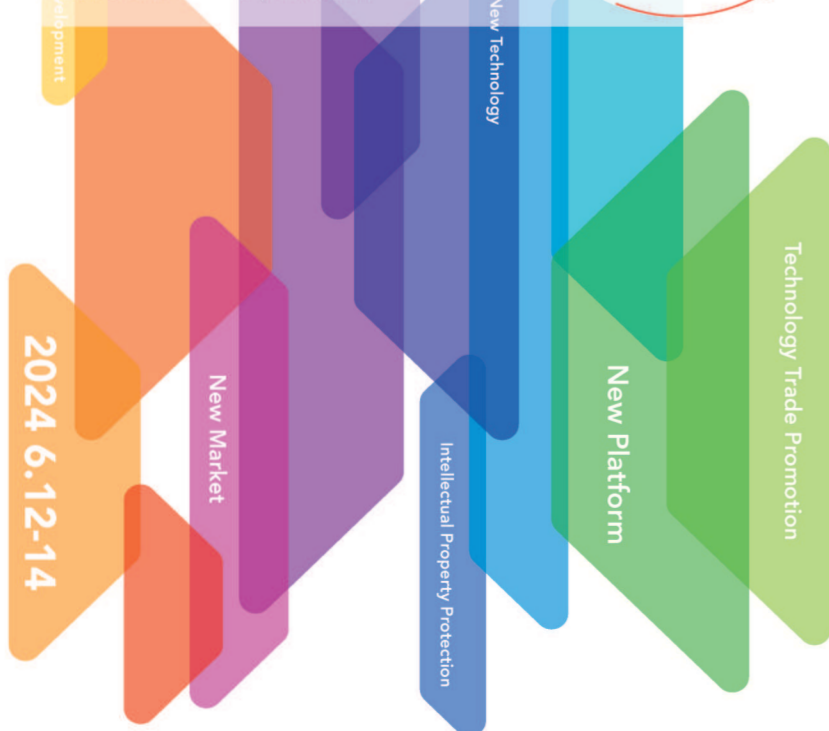 Technology Trade Promotion
New Platform
New Technology
Intellectual Property Protection
New Market
2024 6.12-14